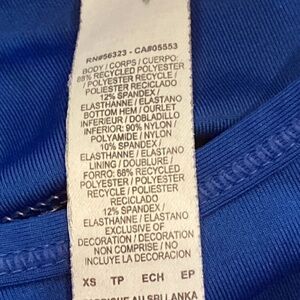 RN#56323 - CA#05553
BODY / CORPS / CUERPO:
88% RECYCLED POLYESTER
/ POLYESTER RECYCLE /
POLIESTER RECICLADO
12% SPANDEX /
ELASTHANNE / ELASTANO
BOTTOM HEM / OURLET
INFERIEUR / DOBLADILLO
INFERIOR: 90% NYLON /
POLYAMIDE / NYLON
10% SPANDEX /
ELASTHANNE / ELASTANO
LINING / DOUBLURE /
FORRO: 88% RECYCLED
POLYESTER / POLYESTER
RECYCLE / POLIESTER
RECICLADO
12% SPANDEX /
ELASTHANNE / ELASTANO
EXCLUSIVE OF
DECORATION / DECORATION
NON COMPRISE / NO
INCLUYE LA DECORACION
XS TP ECH EP
AU SRI LANKA